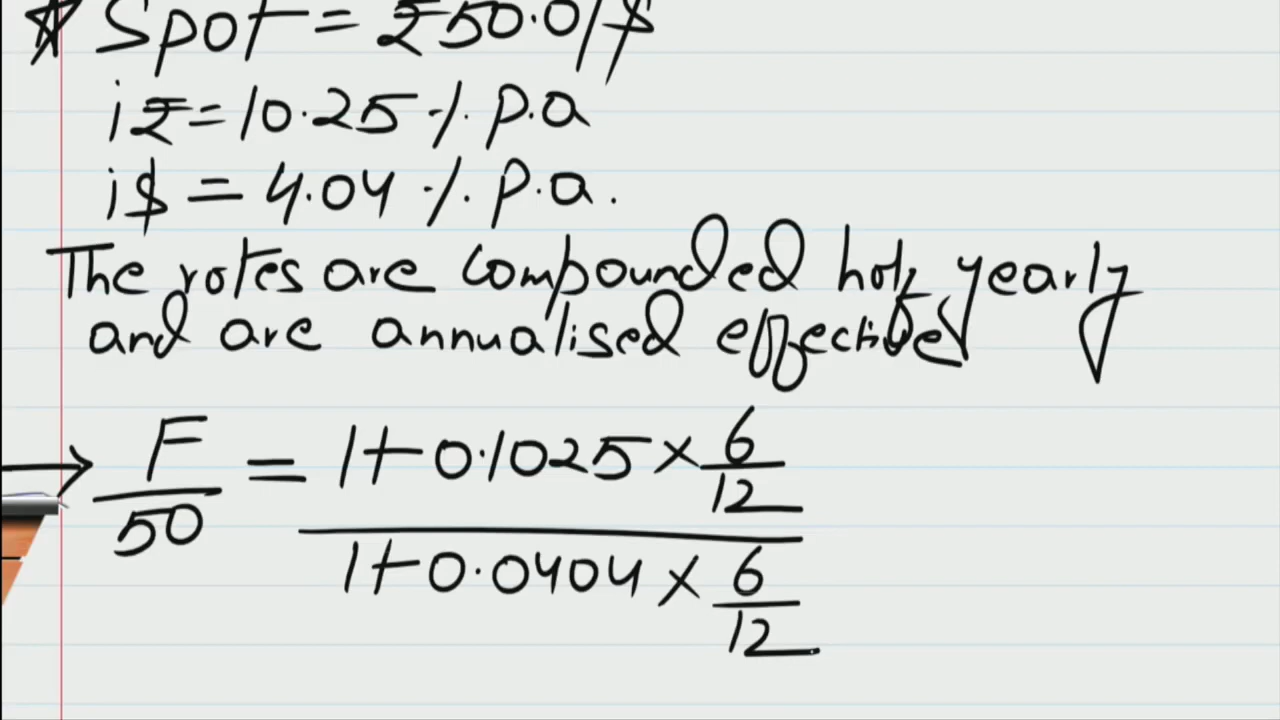 * Spot = ₹50.0/$
i₹ = 10.25 % p.a
i$ = 4.04 % p.a.
The rates are compounded half yearly
and are annualised effective
→ F/50 = 1+0.1025×6/12 / 1+0.0404×6/12